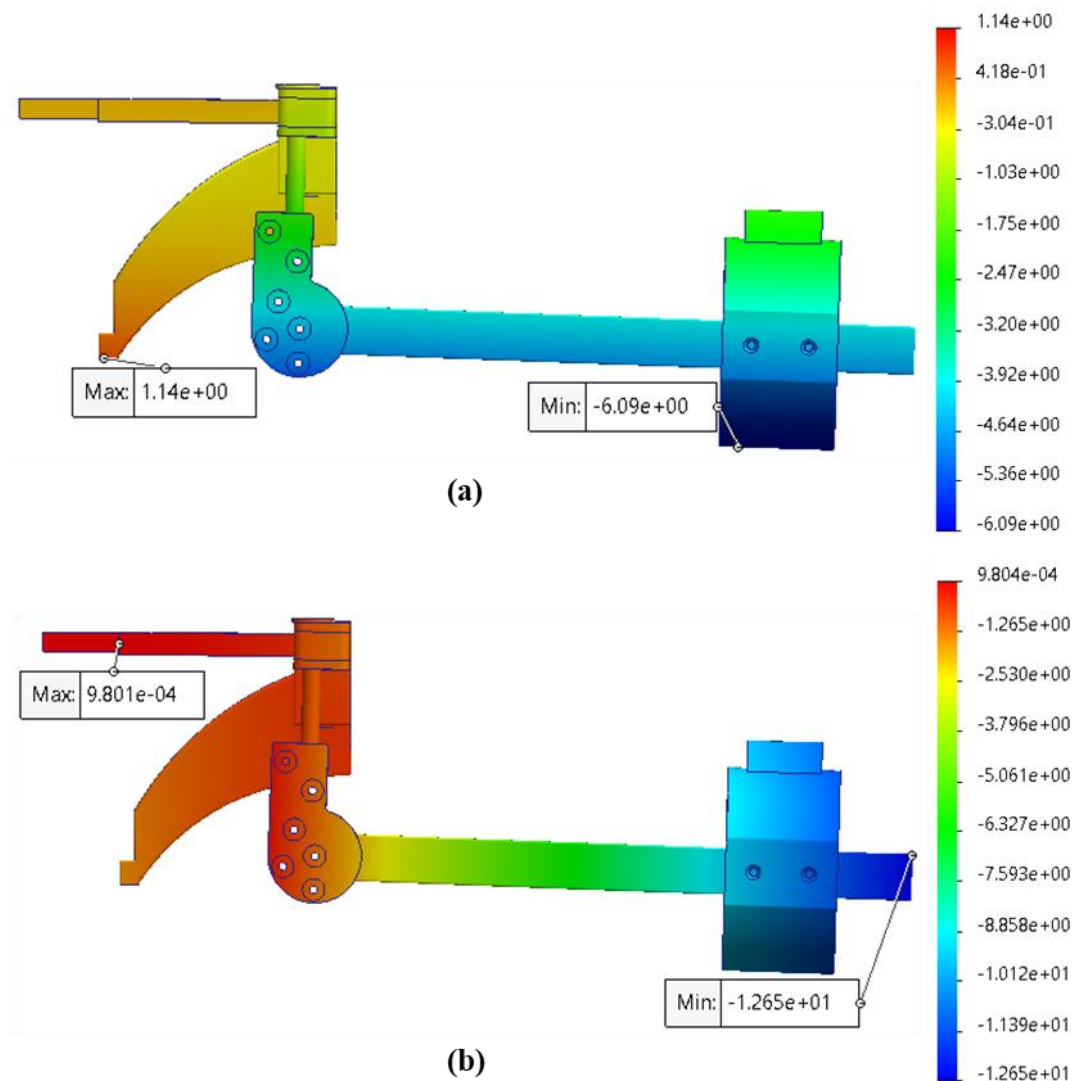 1.14e+00
4.18e-01
-3.04e-01
-1.03e+00
-1.75e+00
-2.47e+00
-3.20e+00
-3.92e+00
-4.64e+00
-5.36e+00
-6.09e+00
Max: 1.14e+00
Min: -6.09e+00
(a)
9.804e-04
-1.265e+00
-2.530e+00
-3.796e+00
-5.061e+00
-6.327e+00
-7.593e+00
-8.858e+00
-1.012e+01
-1.139e+01
-1.265e+01
Max: 9.801e-04
Min: -1.265e+01
(b)